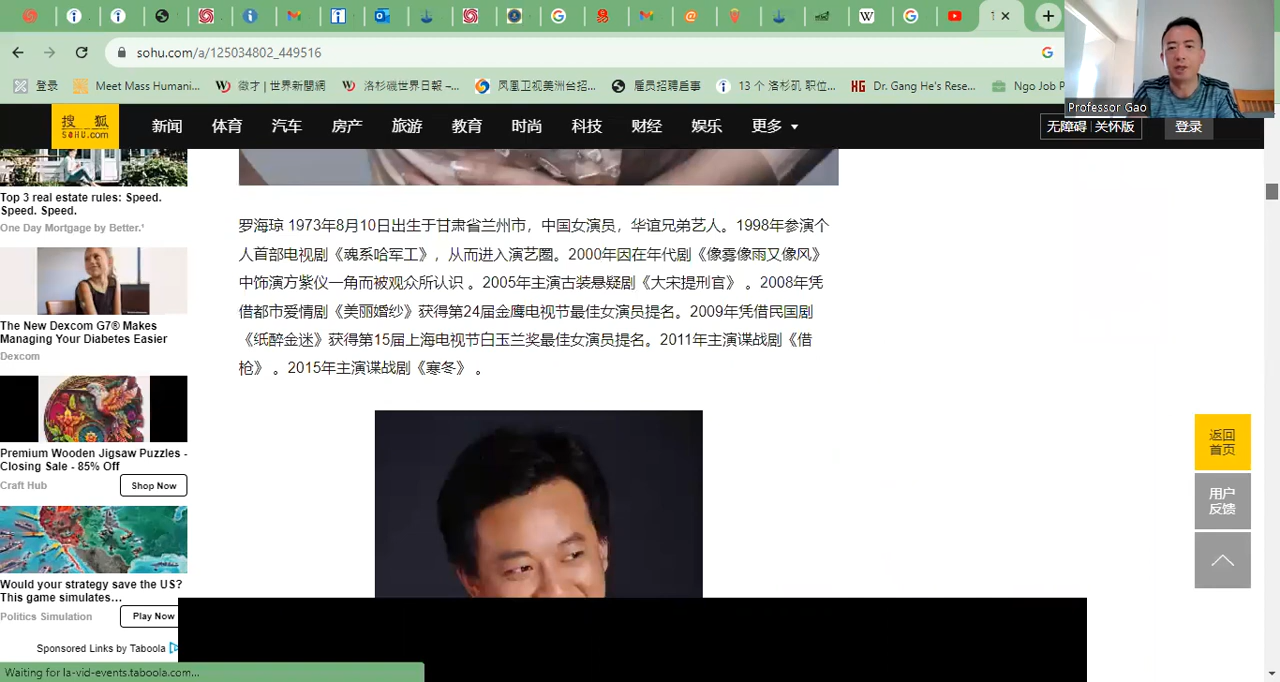 sohu.com/a/125034802_449516
登录
Meet Mass Humani...
徵才 | 世界新聞網
洛杉磯世界日報 –...
凤凰卫视美洲台招...
雇员招聘启事
13 个 洛杉矶 职位...
Dr. Gang He's Rese...
Ngo Job P
Professor Gao
搜狐
SOHU.com
新闻
体育
汽车
房产
旅游
教育
时尚
科技
财经
娱乐
更多
无障碍
关怀版
登录
Top 3 real estate rules: Speed.
Speed. Speed.
One Day Mortgage by Better.¹
The New Dexcom G7® Makes
Managing Your Diabetes Easier
Dexcom
Premium Wooden Jigsaw Puzzles -
Closing Sale - 85% Off
Craft Hub
Shop Now
Would your strategy save the US?
This game simulates…
Politics Simulation
Play Now
Sponsored Links by Taboola
罗海琼 1973年8月10日出生于甘肃省兰州市，中国女演员，华谊兄弟艺人。1998年参演个
人首部电视剧《魂系哈军工》，从而进入演艺圈。2000年因在年代剧《像雾像雨又像风》
中饰演方紫仪一角而被观众所认识 。2005年主演古装悬疑剧《大宋提刑官》 。2008年凭
借都市爱情剧《美丽婚纱》获得第24届金鹰电视节最佳女演员提名。2009年凭借民国剧
《纸醉金迷》获得第15届上海电视节白玉兰奖最佳女演员提名。2011年主演谍战剧《借
枪》 。2015年主演谍战剧《寒冬》 。
返回
首页
用户
反馈
Waiting for la-vid-events.taboola.com...